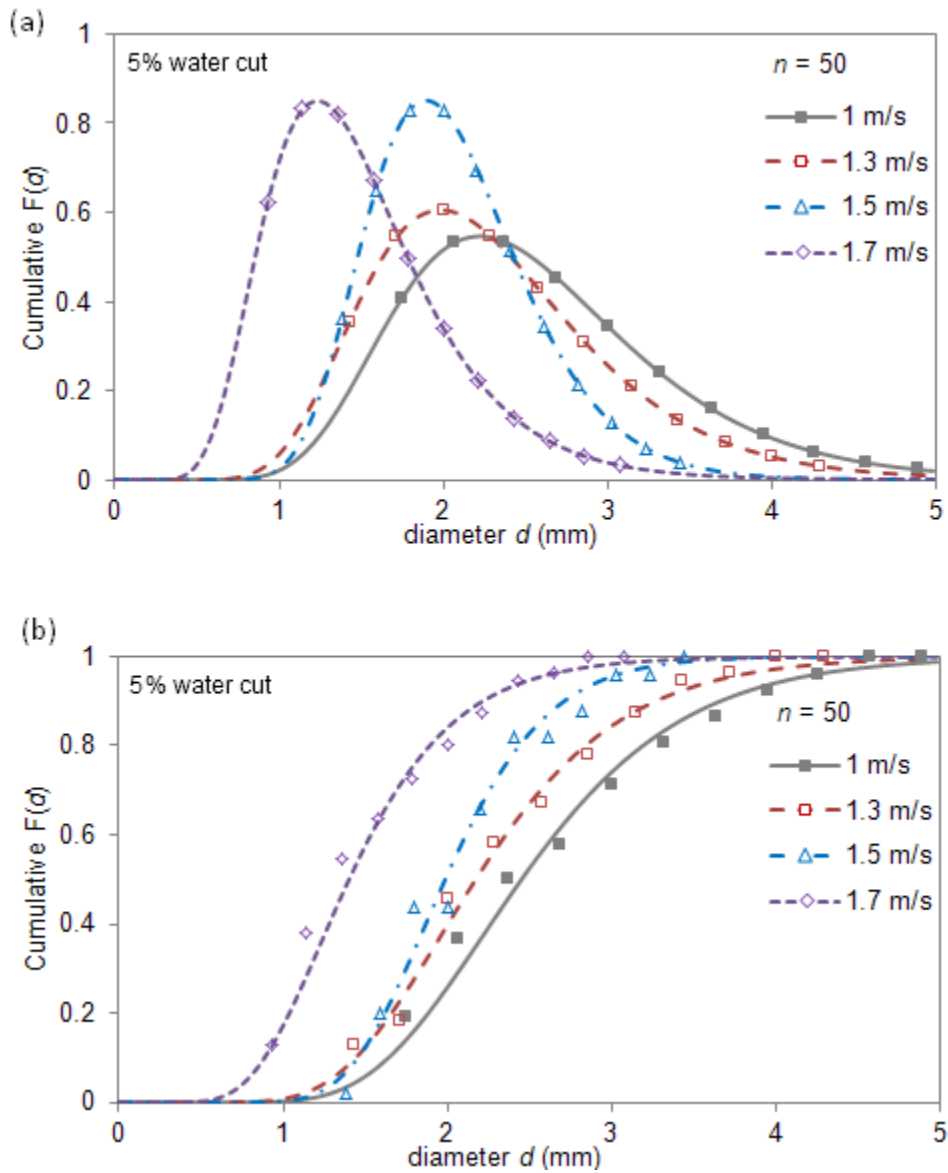 (a)
5% water cut
n = 50
1 m/s
1.3 m/s
1.5 m/s
1.7 m/s
Cumulative F(d)
1
0.8
0.6
0.4
0.2
0
0 1 2 3 4 5
diameter d (mm)
(b)
5% water cut
n = 50
1 m/s
1.3 m/s
1.5 m/s
1.7 m/s
Cumulative F(d)
1
0.8
0.6
0.4
0.2
0
0 1 2 3 4 5
diameter d (mm)